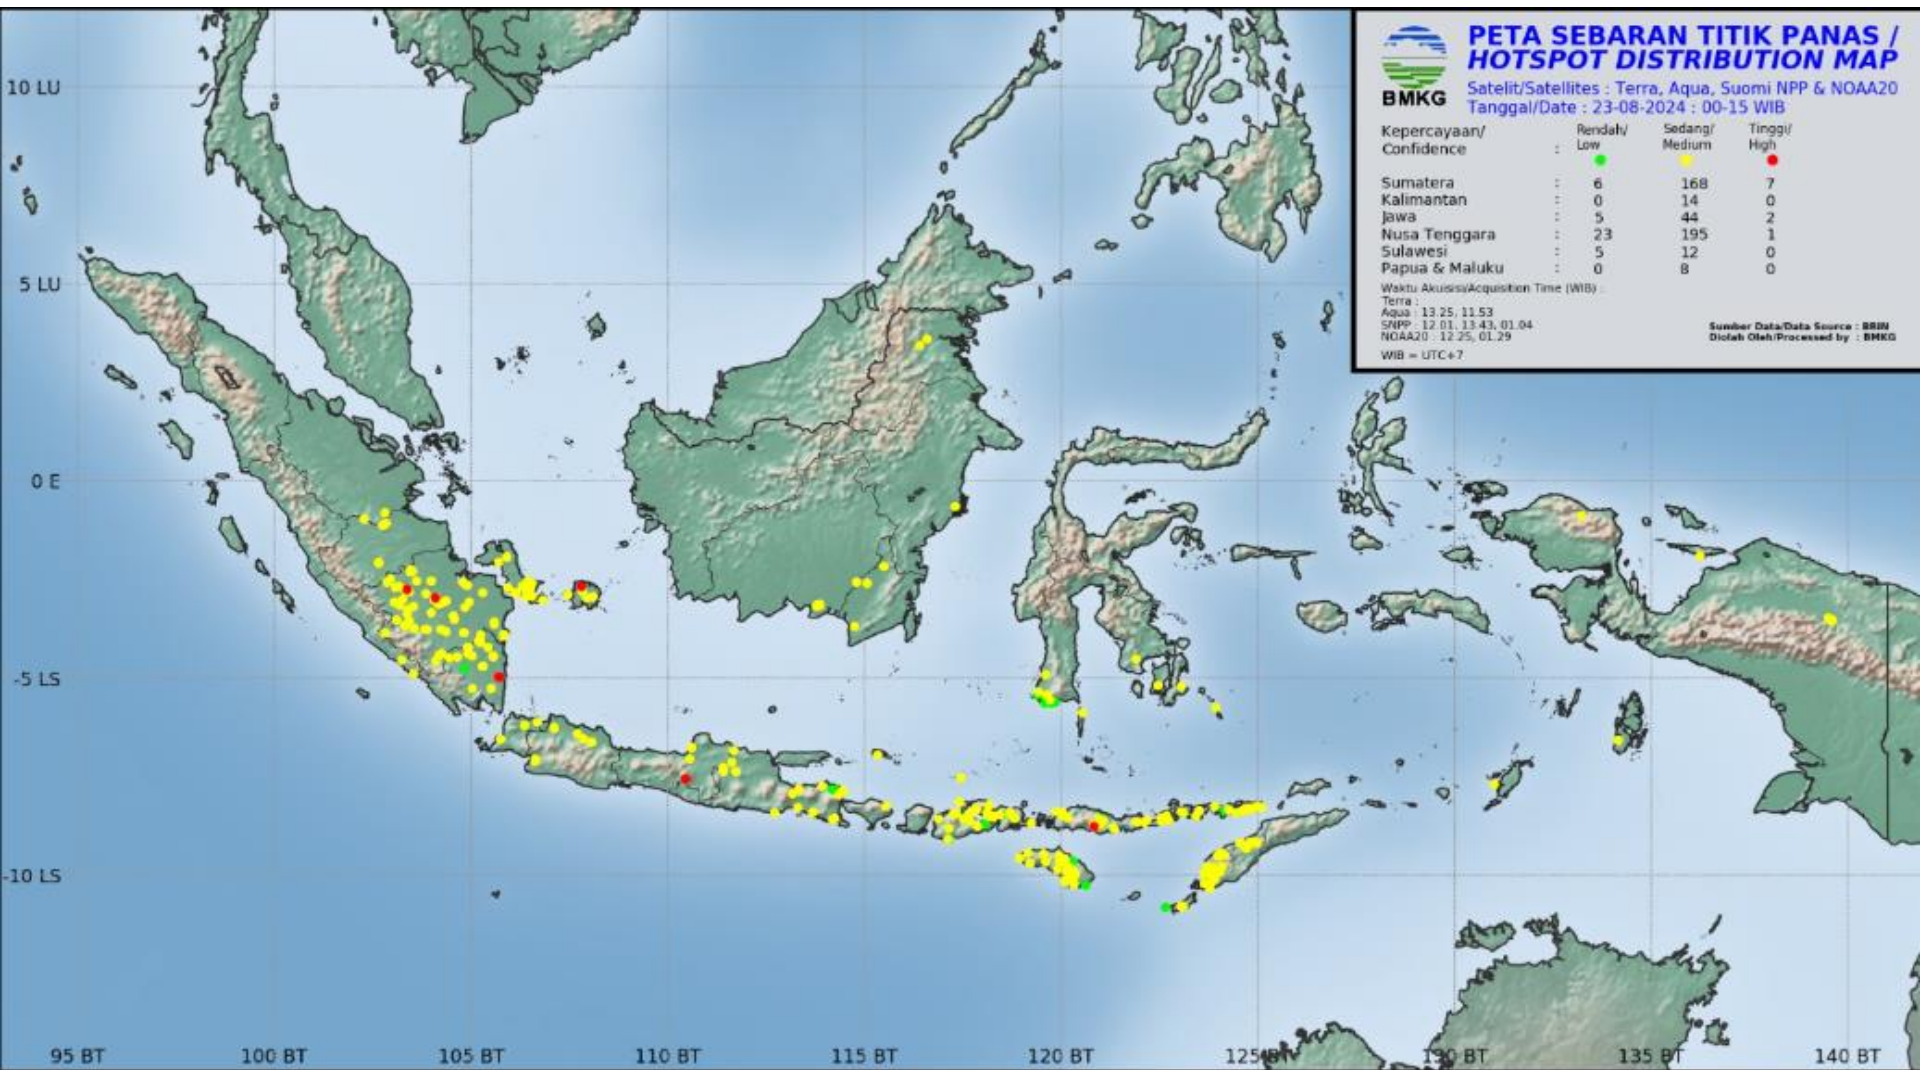 PETA SEBARAN TITIK PANAS /
HOTSPOT DISTRIBUTION MAP
Satelit/Satellites : Terra, Aqua, Suomi NPP & NOAA20
Tanggal/Date : 23-08-2024 : 00-15 WIB
BMKG
Kepercayaan/ Rendah/ Sedang/ Tinggi/
Confidence : Low Medium High
Sumatera : 6 168 7
Kalimantan : 0 14 0
Jawa : 5 44 2
Nusa Tenggara : 23 195 1
Sulawesi : 5 12 0
Papua & Maluku : 0 8 0
Waktu Akuisisi/Acquisition Time (WIB) :
Terra :
Aqua : 13.25, 11.53
SNPP : 12.01, 13.43, 01.04
NOAA20 : 12.25, 01.29
WIB = UTC+7
Sumber Data/Data Source : BRIN
Diolah Oleh/Processed by : BMKG
10 LU
5 LU
0 E
-5 LS
-10 LS
95 BT 100 BT 105 BT 110 BT 115 BT 120 BT 125 BT 130 BT 135 BT 140 BT